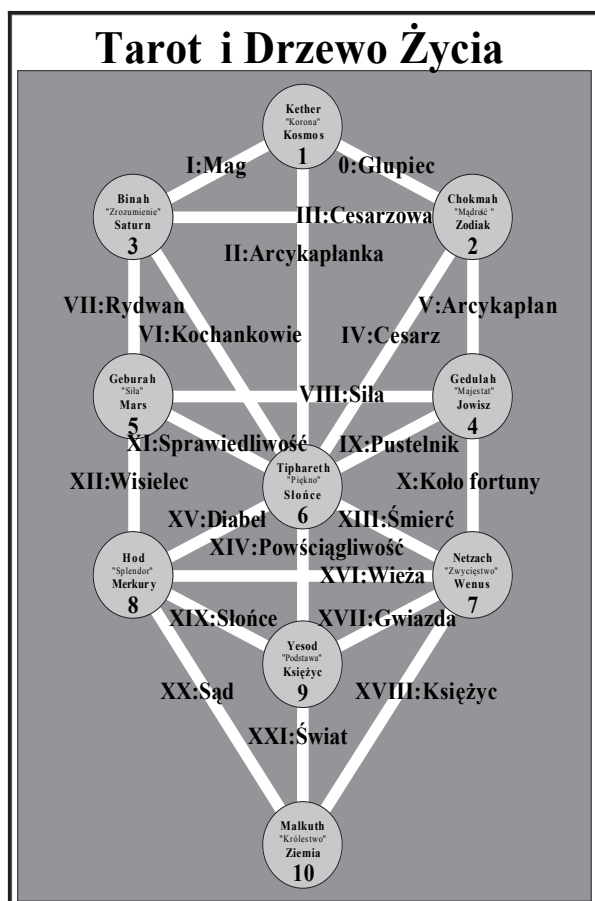 Tarot i Drzewo Życia
Kether
"Korona"
Kosmos
1
I:Mag
0:Głupiec
Binah
"Zrozumienie"
Saturn
3
Chokmah
"Mądrość "
Zodiak
2
III:Cesarzowa
II:Arcykapłanka
VII:Rydwan
V:Arcykapłan
VI:Kochankowie
IV:Cesarz
Geburah
"Siła"
Mars
5
Gedulah
"Majestat"
Jowisz
4
VIII:Siła
XI:Sprawiedliwość
IX:Pustelnik
Tiphareth
"Piękno"
Słońce
6
XII:Wisielec
X:Koło fortuny
XV:Diabeł
XIII:Śmierć
XIV:Powściągliwość
Hod
"Splendor"
Merkury
8
Netzach
"Zwycięstwo"
Wenus
7
XVI:Wieża
XIX:Słońce
XVII:Gwiazda
Yesod
"Podstawa"
Księżyc
9
XX:Sąd
XVIII:Księżyc
XXI:Świat
Malkuth
"Królestwo"
Ziemia
10